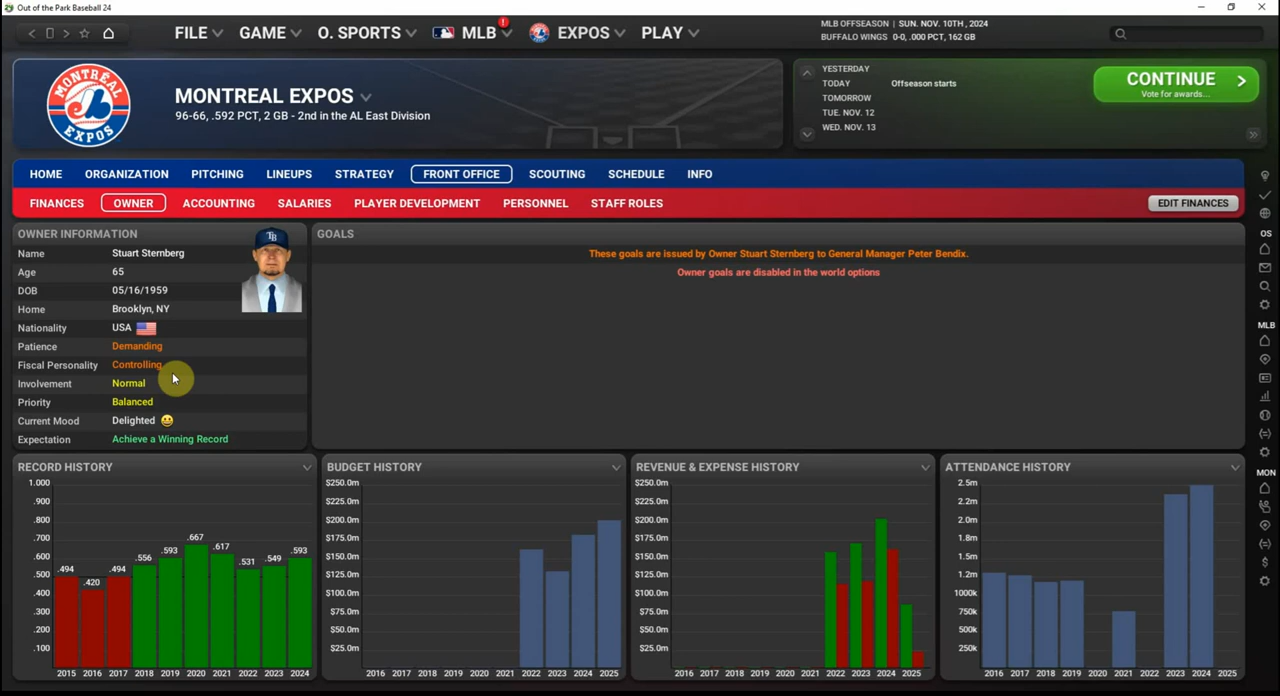 Out of the Park Baseball 24
FILE GAME O. SPORTS MLB ! EXPOS PLAY
MLB OFFSEASON | SUN. NOV. 10TH, 2024
BUFFALO WINGS 0-0, .000 PCT, 162 GB
MONTRÉAL
EXPOS
MONTREAL EXPOS
96-66, .592 PCT, 2 GB - 2nd in the AL East Division
YESTERDAY
TODAY Offseason starts
TOMORROW
TUE. NOV. 12
WED. NOV. 13
CONTINUE
Vote for awards...
HOME ORGANIZATION PITCHING LINEUPS STRATEGY FRONT OFFICE SCOUTING SCHEDULE INFO
FINANCES OWNER ACCOUNTING SALARIES PLAYER DEVELOPMENT PERSONNEL STAFF ROLES EDIT FINANCES
OWNER INFORMATION
Name Stuart Sternberg
Age 65
DOB 05/16/1959
Home Brooklyn, NY
Nationality USA
Patience Demanding
Fiscal Personality Controlling
Involvement Normal
Priority Balanced
Current Mood Delighted
Expectation Achieve a Winning Record
TB
GOALS
These goals are issued by Owner Stuart Sternberg to General Manager Peter Bendix.
Owner goals are disabled in the world options
OS
MLB
MON
RECORD HISTORY
1.000
.900
.800
.700
.600
.500
.400
.300
.200
.100
.494 .420 .494 .556 .593 .667 .617 .531 .549 .593
2015 2016 2017 2018 2019 2020 2021 2022 2023 2024
BUDGET HISTORY
$250.0m
$225.0m
$200.0m
$175.0m
$150.0m
$125.0m
$100.0m
$75.0m
$50.0m
$25.0m
2016 2017 2018 2019 2020 2021 2022 2023 2024 2025
REVENUE & EXPENSE HISTORY
$250.0m
$225.0m
$200.0m
$175.0m
$150.0m
$125.0m
$100.0m
$75.0m
$50.0m
$25.0m
2016 2017 2018 2019 2020 2021 2022 2023 2024 2025
ATTENDANCE HISTORY
2.5m
2.2m
2.0m
1.8m
1.5m
1.2m
1000k
750k
500k
250k
2016 2017 2018 2019 2020 2021 2022 2023 2024 2025